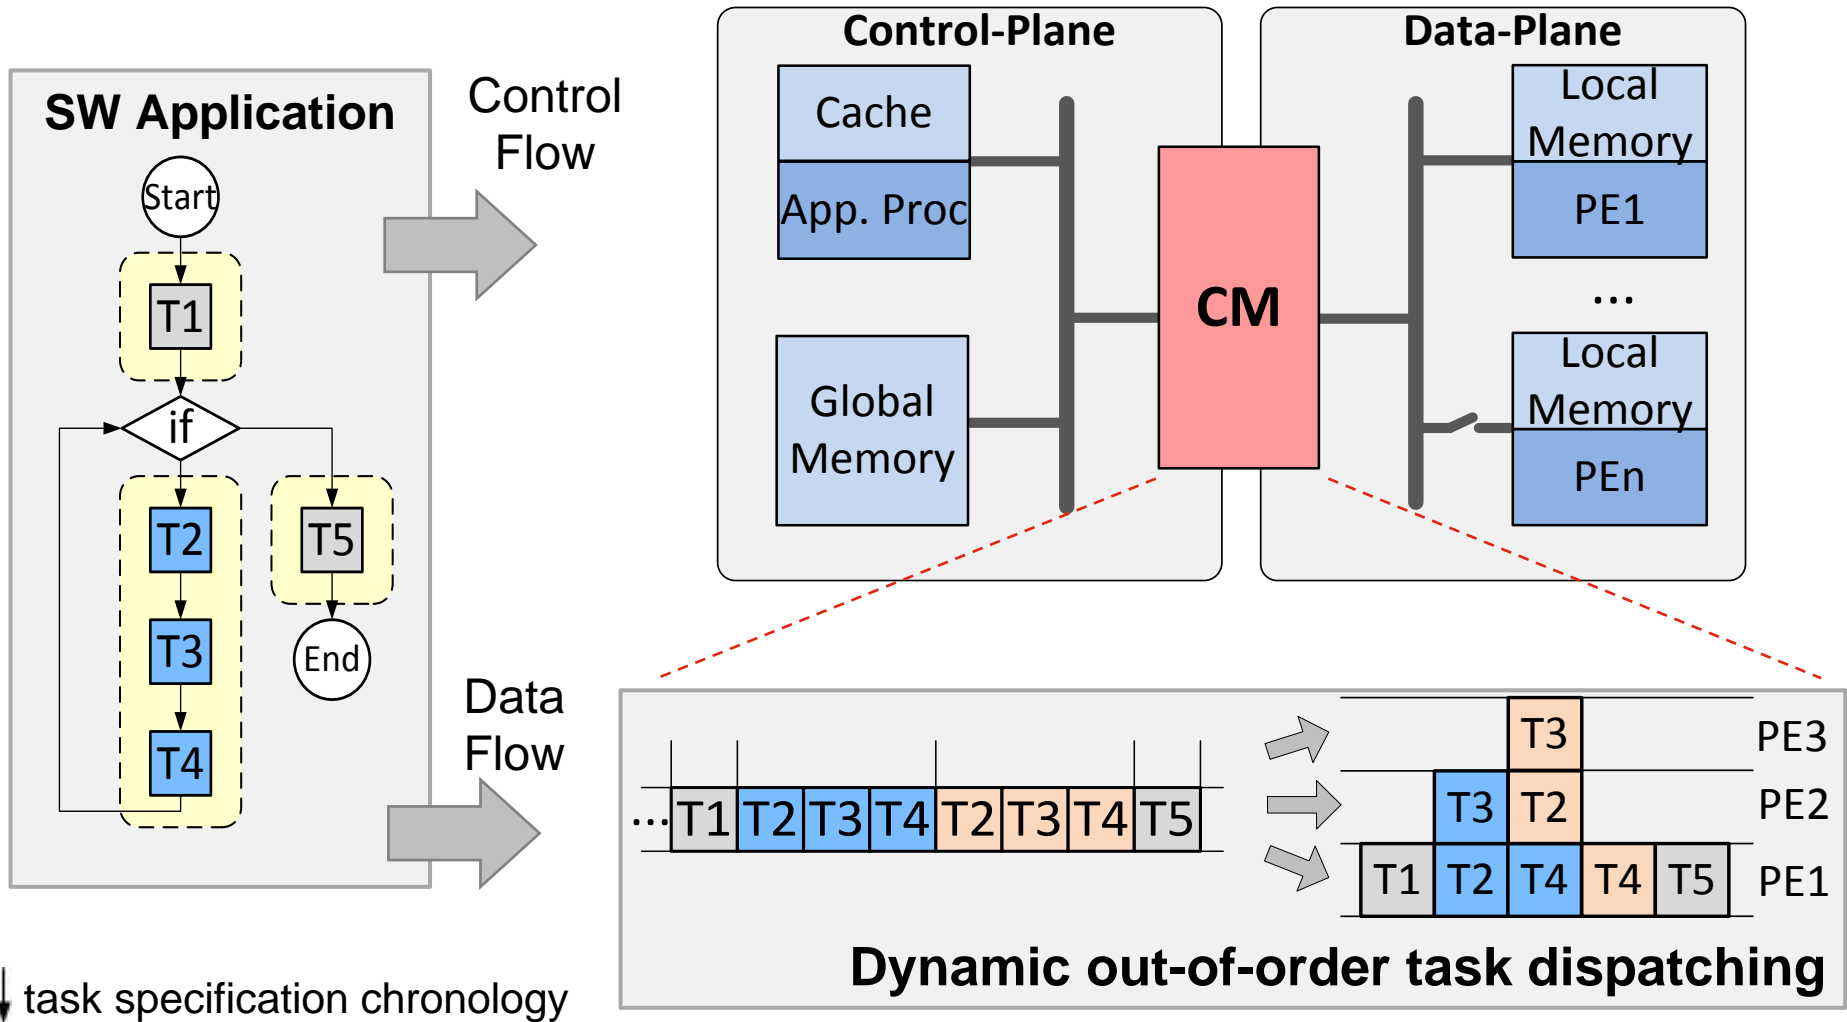 SW Application
Start
T1
if
T2
T5
T3
End
T4
Control
Flow
Data
Flow
Control-Plane
Cache
App. Proc
Global
Memory
CM
Data-Plane
Local
Memory
PE1
...
Local
Memory
PEn
...T1 T2 T3 T4 T2 T3 T4 T5
T3 PE3
T3 T2 PE2
T1 T2 T4 T4 T5 PE1
Dynamic out-of-order task dispatching
task specification chronology